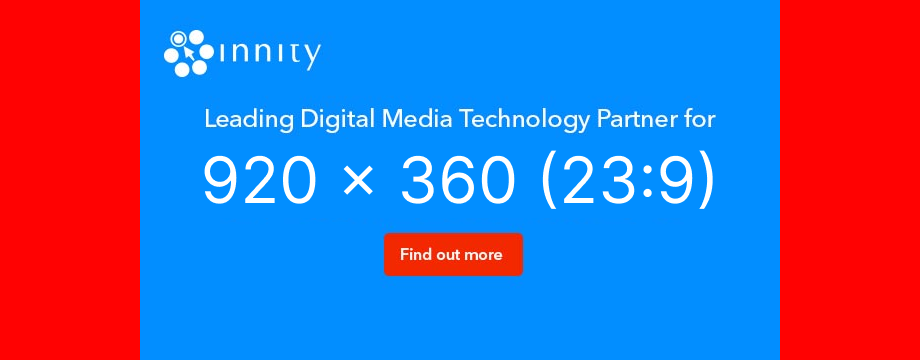 innity
Leading Digital Media Technology Partner for
920 × 360 (23:9)
Find out more